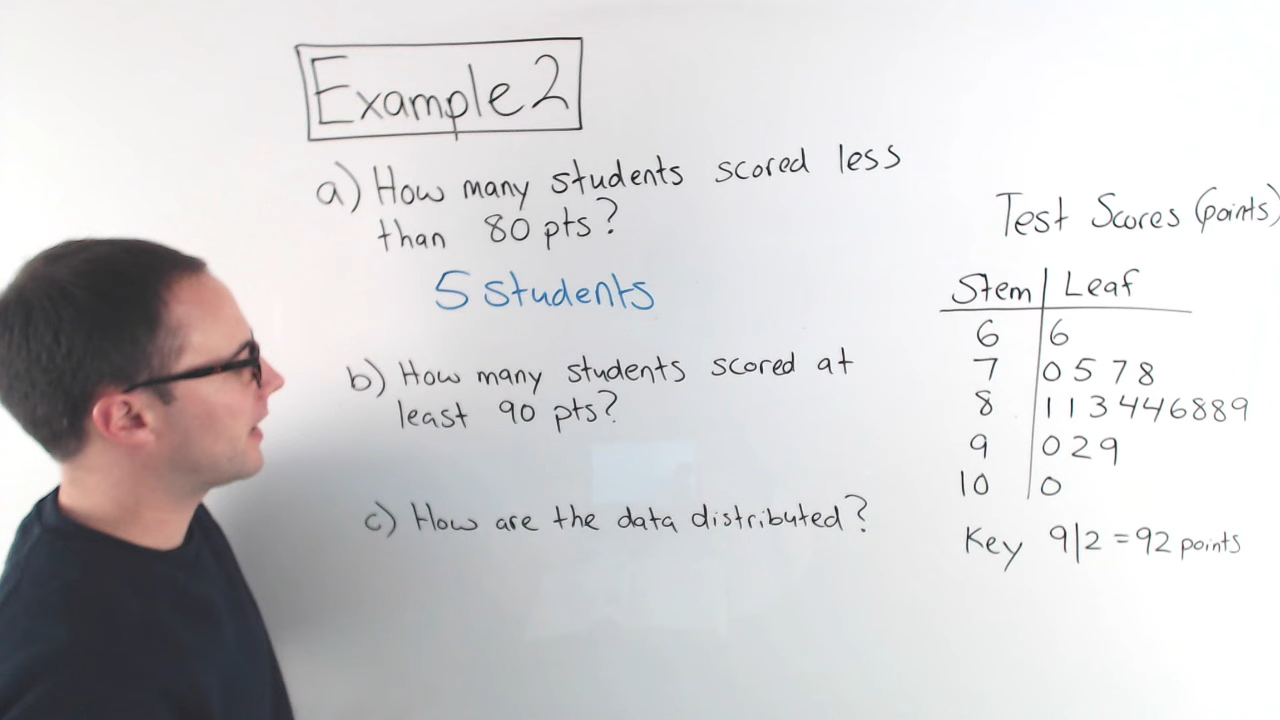 Example 2
a) How many students scored less
than 80 pts?
5 students
b) How many students scored at
least 90 pts?
c) How are the data distributed?
Test Scores (points)
Stem | Leaf
6 | 6
7 | 0 5 7 8
8 | 1 1 3 4 4 6 8 8 9
9 | 0 2 9
10 | 0
Key 9|2 = 92 points